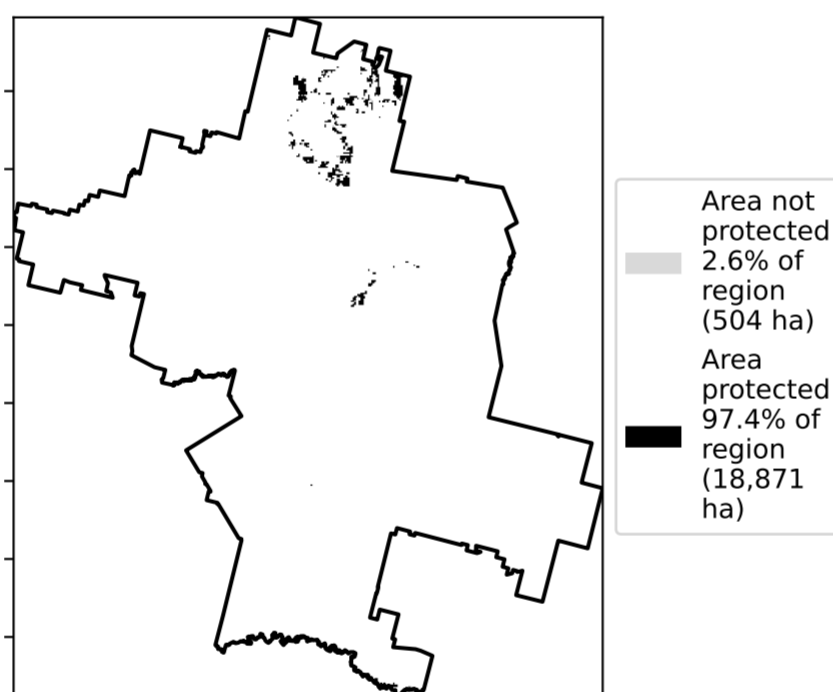 Area not
protected
2.6% of
region
(504 ha)
Area
protected
97.4% of
region
(18,871
ha)